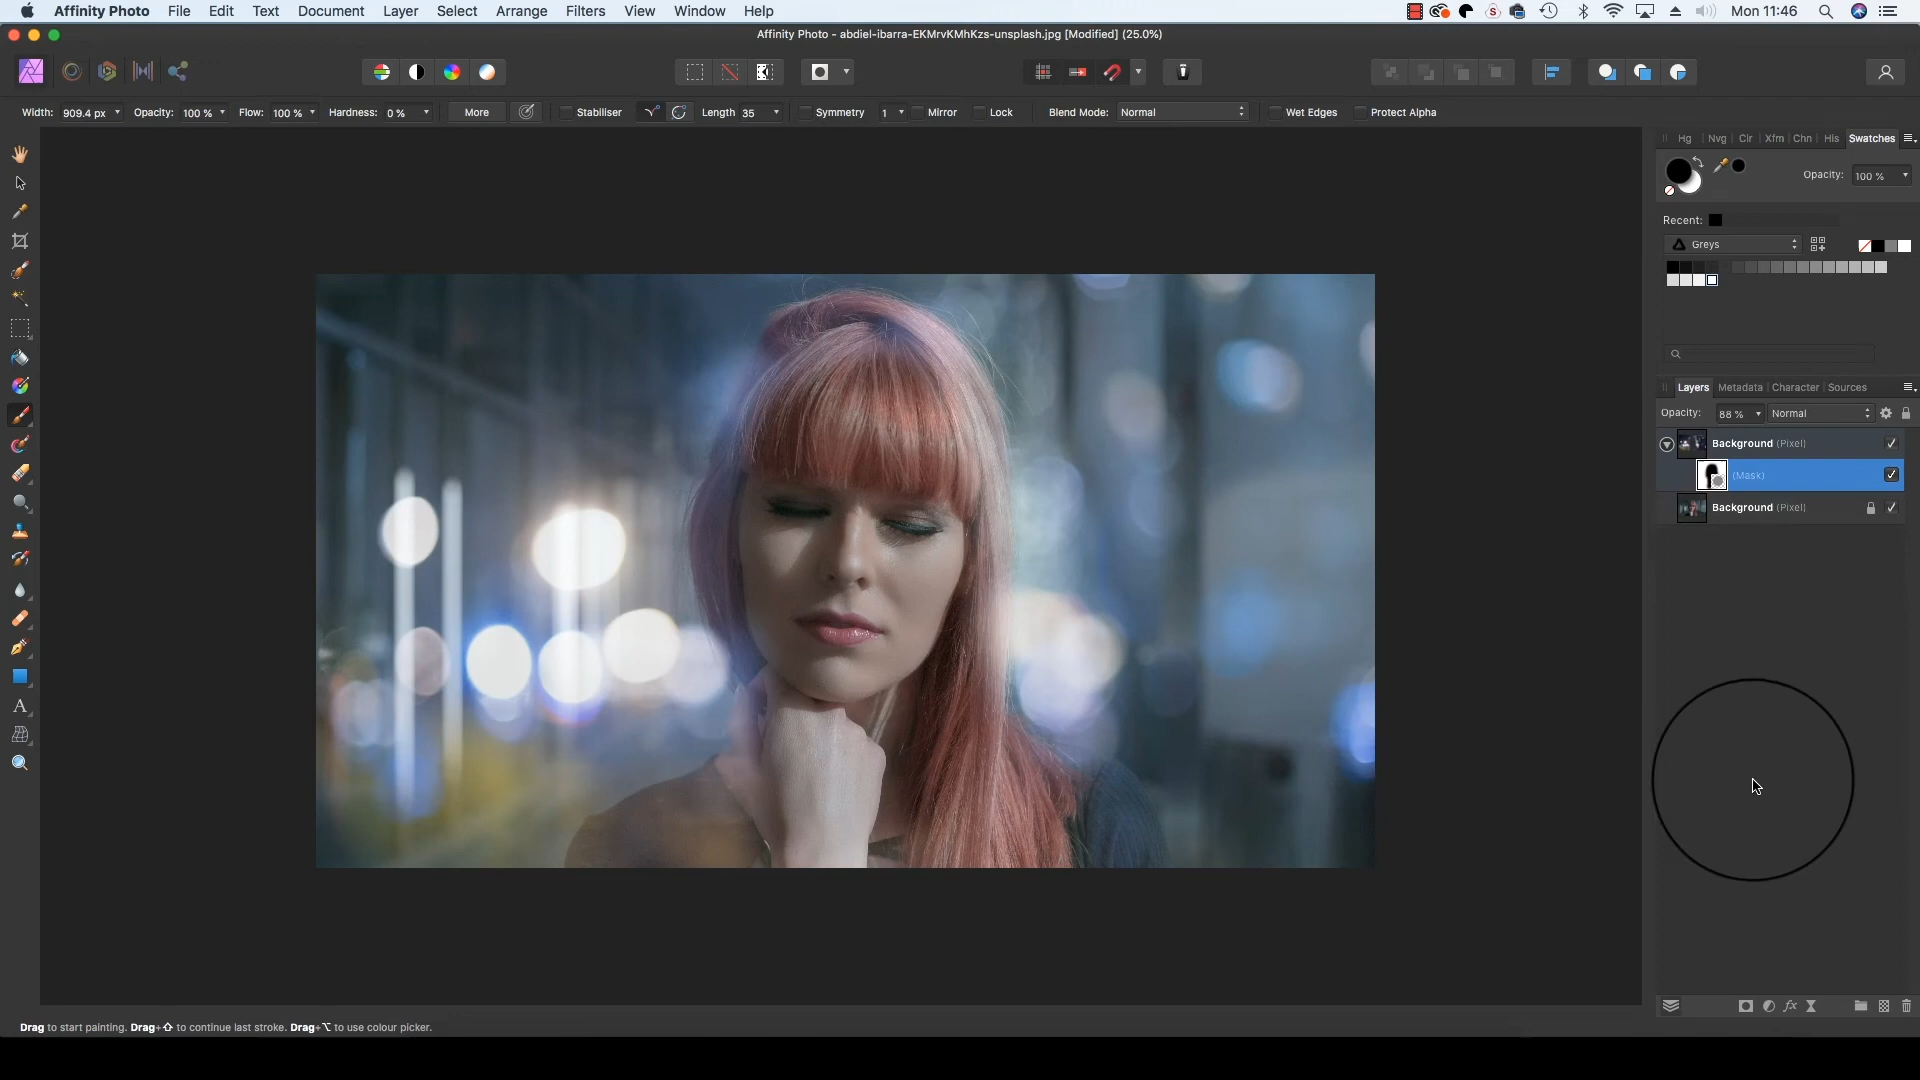 Affinity Photo File Edit Text Document Layer Select Arrange Filters View Window Help Mon 11:46
Affinity Photo - abdiel-ibarra-EKMrvKMhKzs-unsplash.jpg [Modified] (25.0%)
Width: 909.4 px Opacity: 100 % Flow: 100 % Hardness: 0 % More Stabiliser Length 35 Symmetry 1 Mirror Lock Blend Mode: Normal Wet Edges Protect Alpha
Hg Nvg Clr Xfm Chn His Swatches
Opacity: 100 %
Recent:
Greys
Layers Metadata Character Sources
Opacity: 88 % Normal
Background (Pixel)
(Mask)
Background (Pixel)
Drag to start painting. Drag+⇧ to continue last stroke. Drag+⌥ to use colour picker.